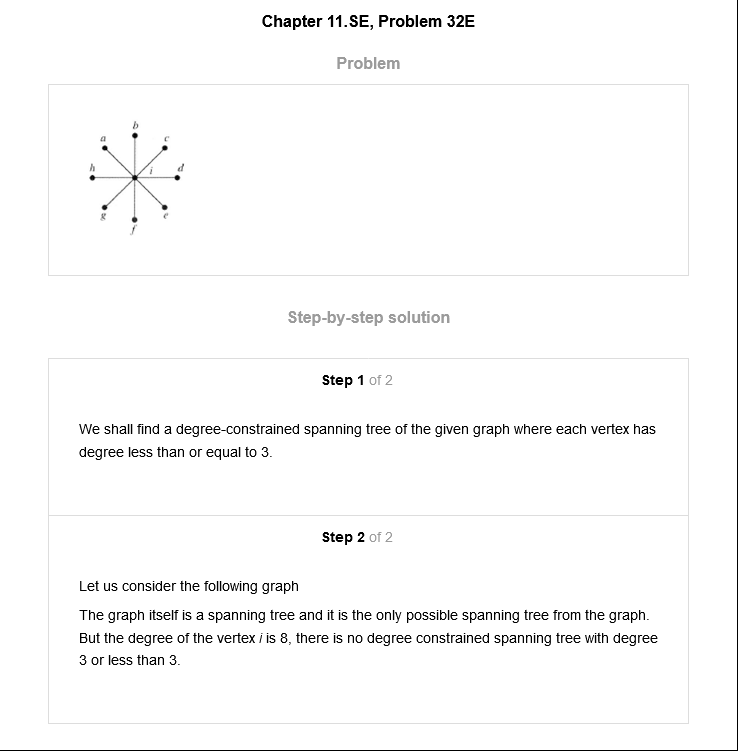 Chapter 11.SE, Problem 32E
Problem
b
a
c
h
i
d
g
e
f
Step-by-step solution
Step 1 of 2
We shall find a degree-constrained spanning tree of the given graph where each vertex has
degree less than or equal to 3.
Step 2 of 2
Let us consider the following graph
The graph itself is a spanning tree and it is the only possible spanning tree from the graph.
But the degree of the vertex i is 8, there is no degree constrained spanning tree with degree
3 or less than 3.